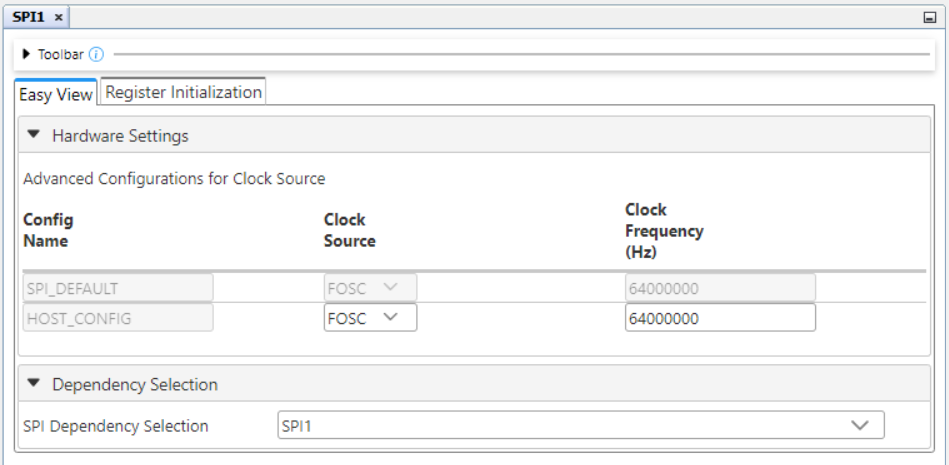 SPI1 ×
Toolbar
Easy View
Register Initialization
Hardware Settings
Advanced Configurations for Clock Source
Config
Name
Clock
Source
Clock
Frequency
(Hz)
SPI_DEFAULT
FOSC
64000000
HOST_CONFIG
FOSC
64000000
Dependency Selection
SPI Dependency Selection
SPI1